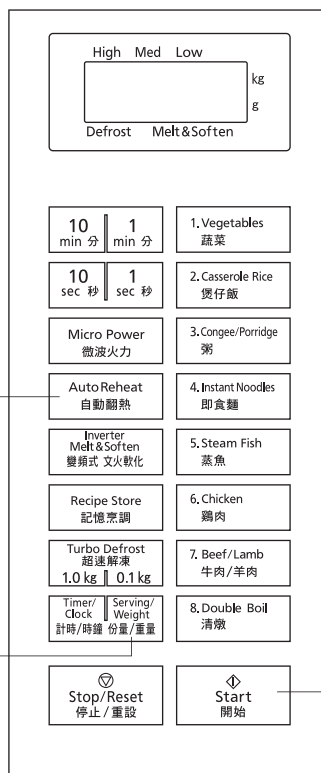 High Med Low
kg
g
Defrost Melt&Soften
10 1
min 分 min 分
1. Vegetables
蔬菜
10 1
sec 秒 sec 秒
2. Casserole Rice
煲仔飯
Micro Power
微波火力
3. Congee/Porridge
粥
Auto Reheat
自動翻熱
4. Instant Noodles
即食麵
Inverter
Melt&Soften
變頻式 文火軟化
5. Steam Fish
蒸魚
Recipe Store
記憶烹調
6. Chicken
鷄肉
Turbo Defrost
超速解凍
1.0 kg 0.1 kg
7. Beef/Lamb
牛肉/羊肉
Timer/ Serving/
Clock Weight
計時/時鐘 份量/重量
8. Double Boil
清燉
Stop/Reset
停止/重設
Start
開始